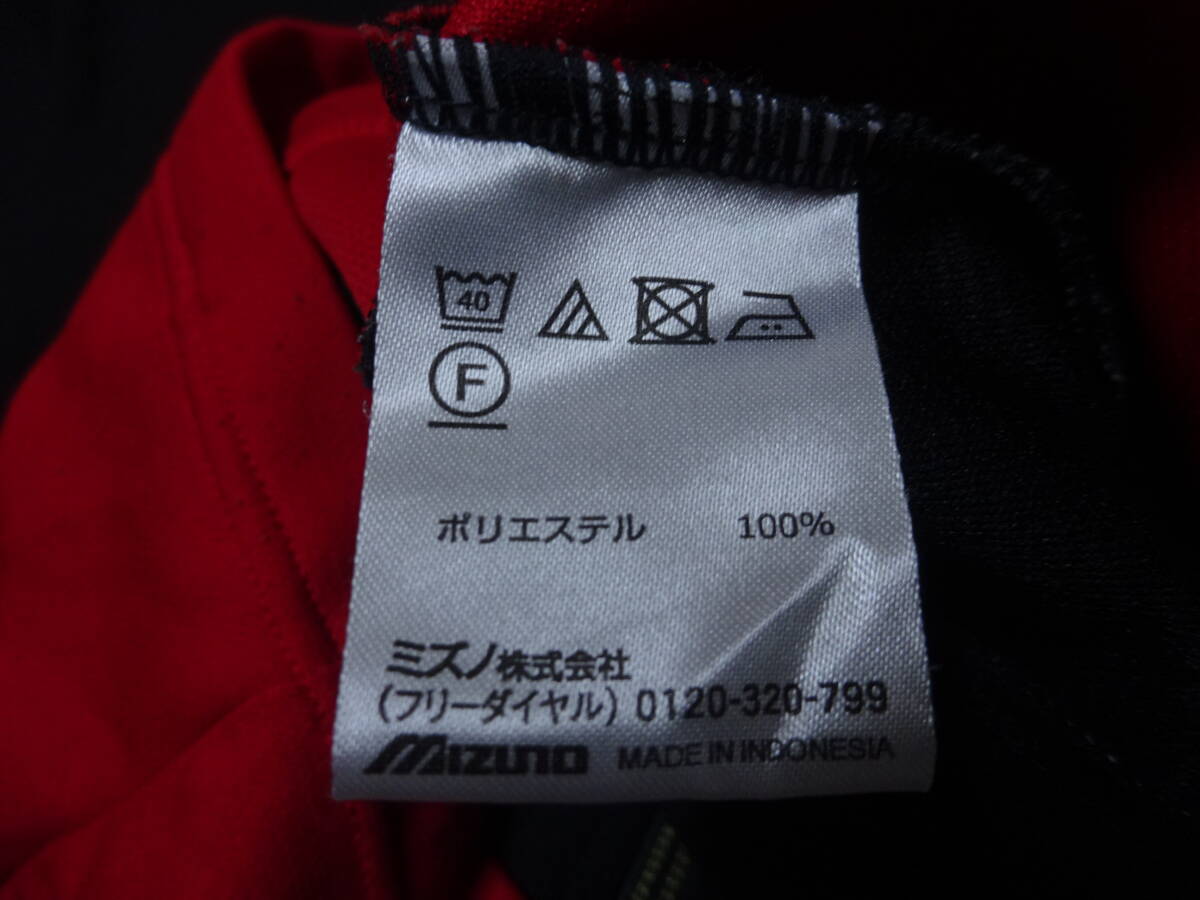 40
F
ポリエステル 100%
ミズノ株式会社
(フリーダイヤル) 0120-320-799
MIZUNO MADE IN INDONESIA